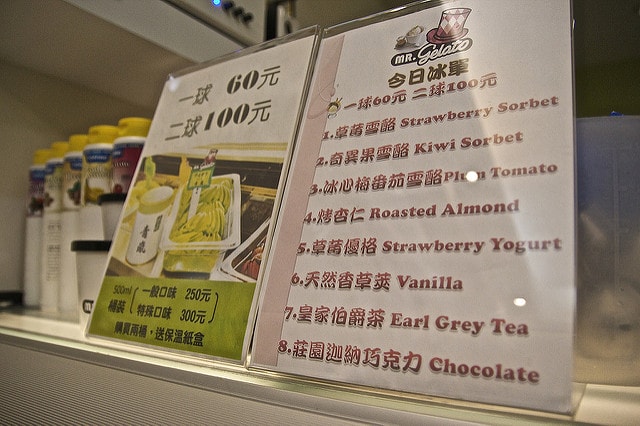 一球 60元
二球100元
青蔬
500ml 桶裝
一般口味 250元
特殊口味 300元
購買兩桶，送保溫紙盒
MR. Gelato
今日冰單
一球60元 二球100元
1.草莓雪酪 Strawberry Sorbet
2.奇異果雪酪 Kiwi Sorbet
3.冰心梅番茄雪酪Plum Tomato
4.烤杏仁 Roasted Almond
5.草莓優格 Strawberry Yogurt
6.天然香草莢 Vanilla
7.皇家伯爵茶 Earl Grey Tea
8.莊園迦納巧克力 Chocolate